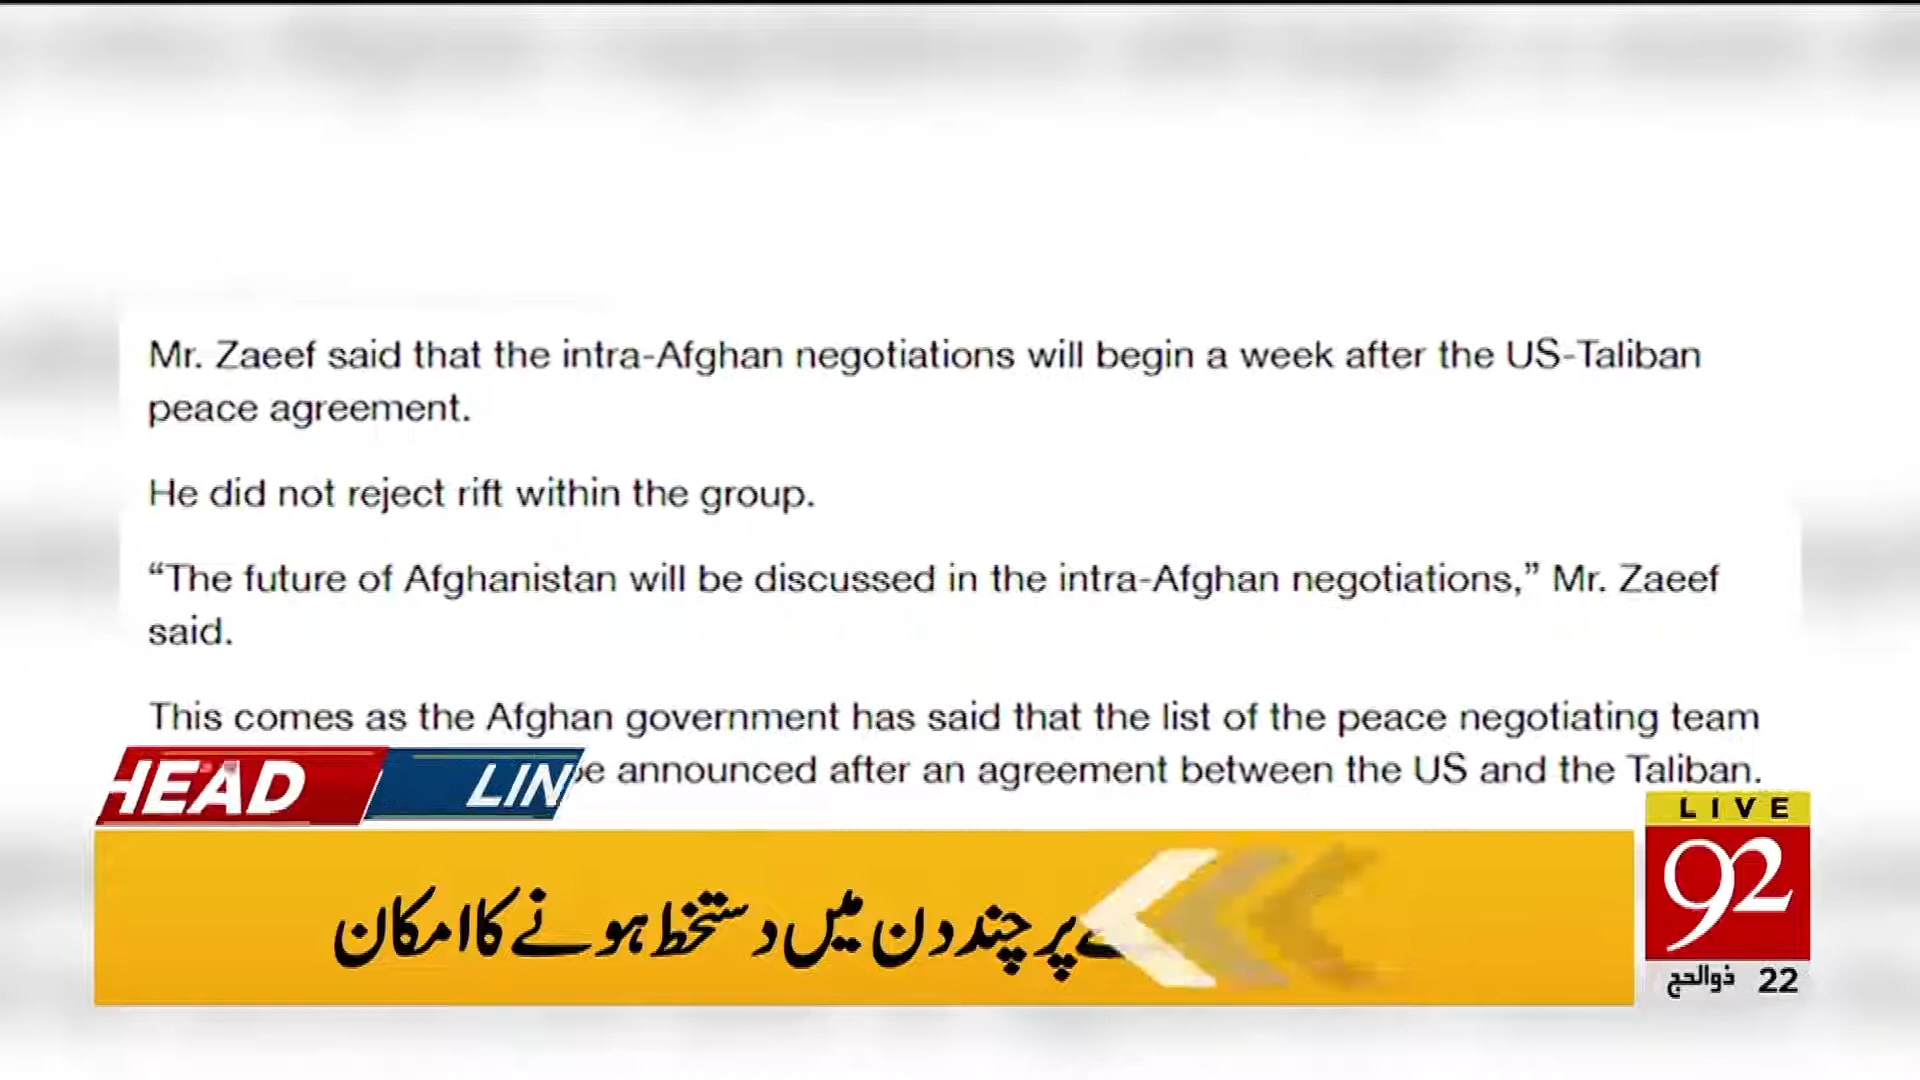 Mr. Zaeef said that the intra-Afghan negotiations will begin a week after the US-Taliban
peace agreement.
He did not reject rift within the group.
“The future of Afghanistan will be discussed in the intra-Afghan negotiations,” Mr. Zaeef
said.
This comes as the Afghan government has said that the list of the peace negotiating team
announced after an agreement between the US and the Taliban.
HEAD LIN
پر چند دن میں دستخط ہونے کا امکان
LIVE
92
22 ذوالحج